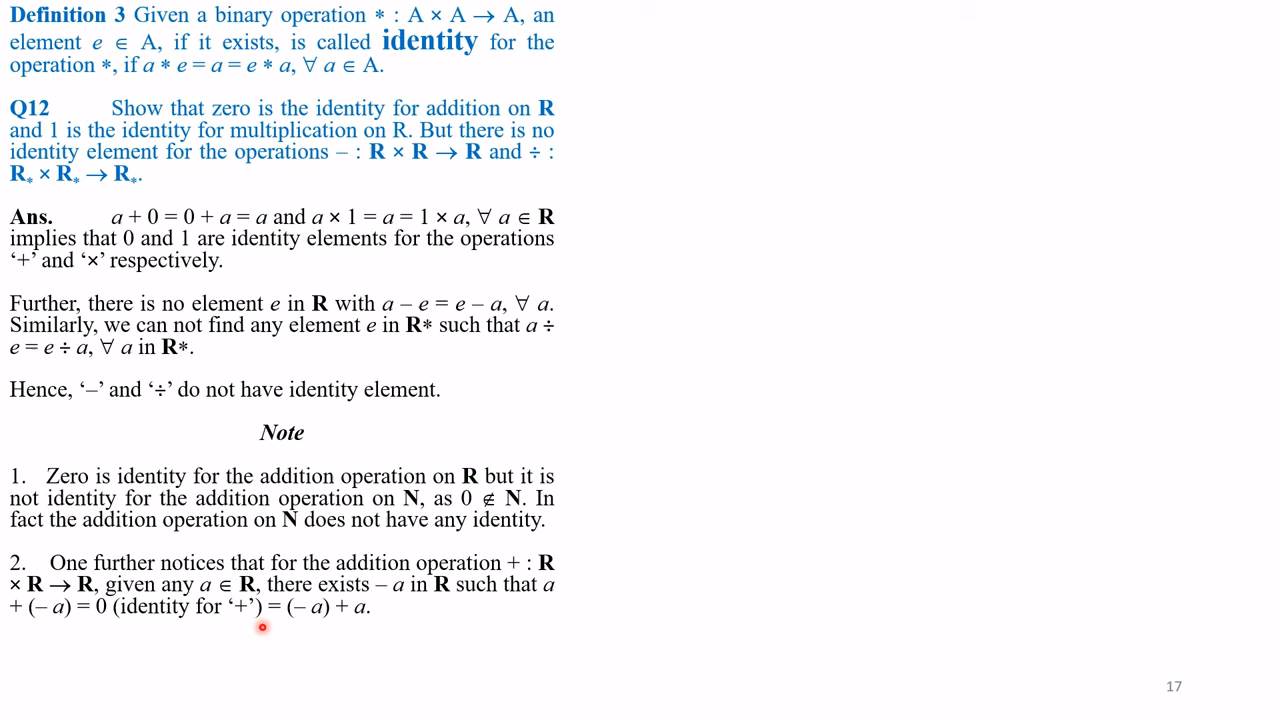 Definition 3 Given a binary operation ∗ : A × A → A, an
element e ∈ A, if it exists, is called identity for the
operation ∗, if a ∗ e = a = e ∗ a, ∀ a ∈ A.
Q12 Show that zero is the identity for addition on R
and 1 is the identity for multiplication on R. But there is no
identity element for the operations – : R × R → R and ÷ :
R∗ × R∗ → R∗.
Ans. a + 0 = 0 + a = a and a × 1 = a = 1 × a, ∀ a ∈ R
implies that 0 and 1 are identity elements for the operations
‘+’ and ‘×’ respectively.
Further, there is no element e in R with a – e = e – a, ∀ a.
Similarly, we can not find any element e in R∗ such that a ÷
e = e ÷ a, ∀ a in R∗.
Hence, ‘–’ and ‘÷’ do not have identity element.
Note
1. Zero is identity for the addition operation on R but it is
not identity for the addition operation on N, as 0 ∉ N. In
fact the addition operation on N does not have any identity.
2. One further notices that for the addition operation + : R
× R → R, given any a ∈ R, there exists – a in R such that a
+ (– a) = 0 (identity for ‘+’) = (– a) + a.
17